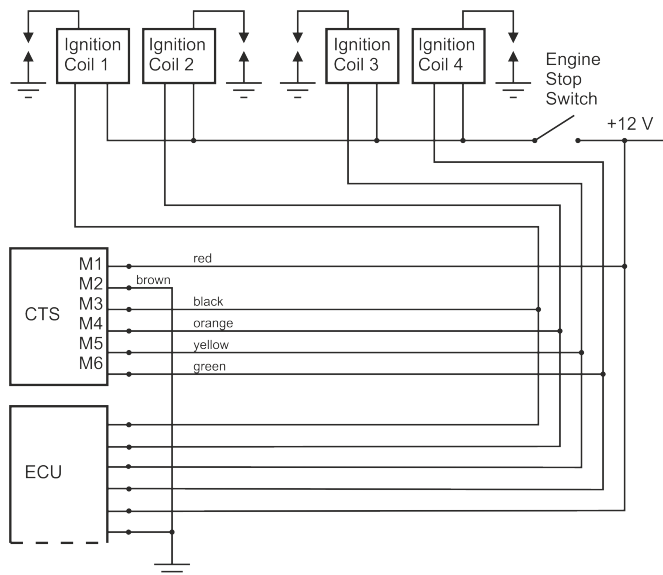 Ignition
Coil 1
Ignition
Coil 2
Ignition
Coil 3
Ignition
Coil 4
Engine
Stop
Switch
+12 V
CTS
M1
M2
M3
M4
M5
M6
red
brown
black
orange
yellow
green
ECU